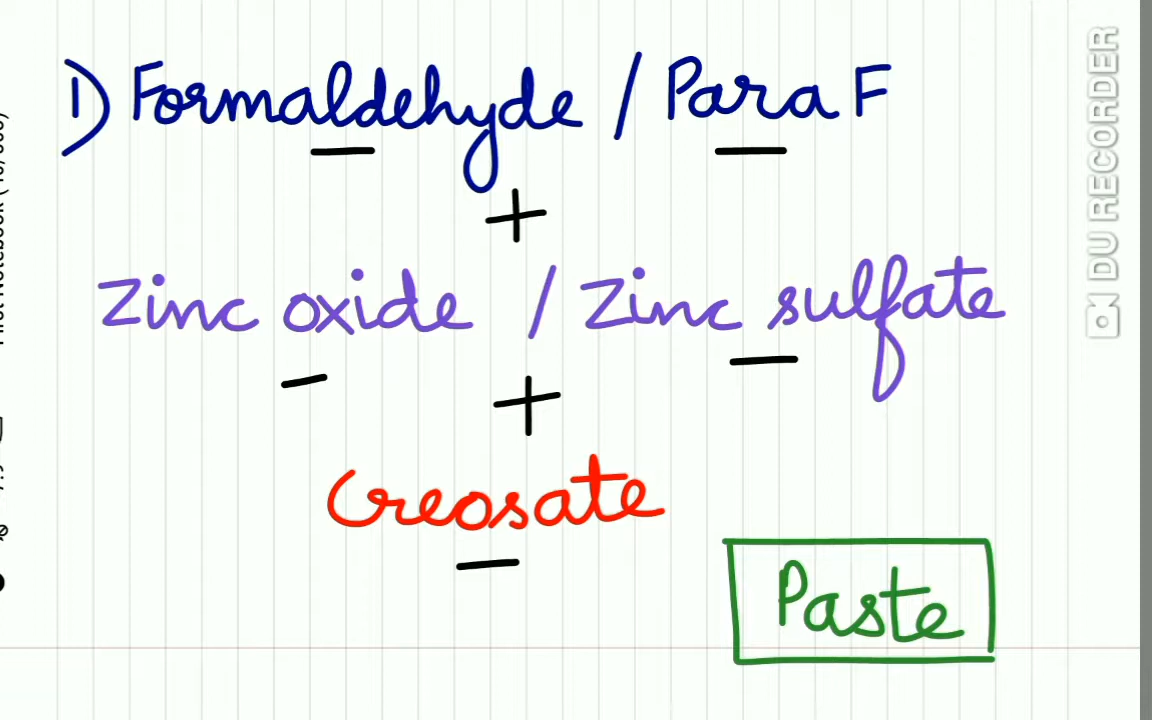 1) Formaldehyde / Para F
+
Zinc oxide / Zinc sulfate
+
Creosate
Paste
DU RECORDER